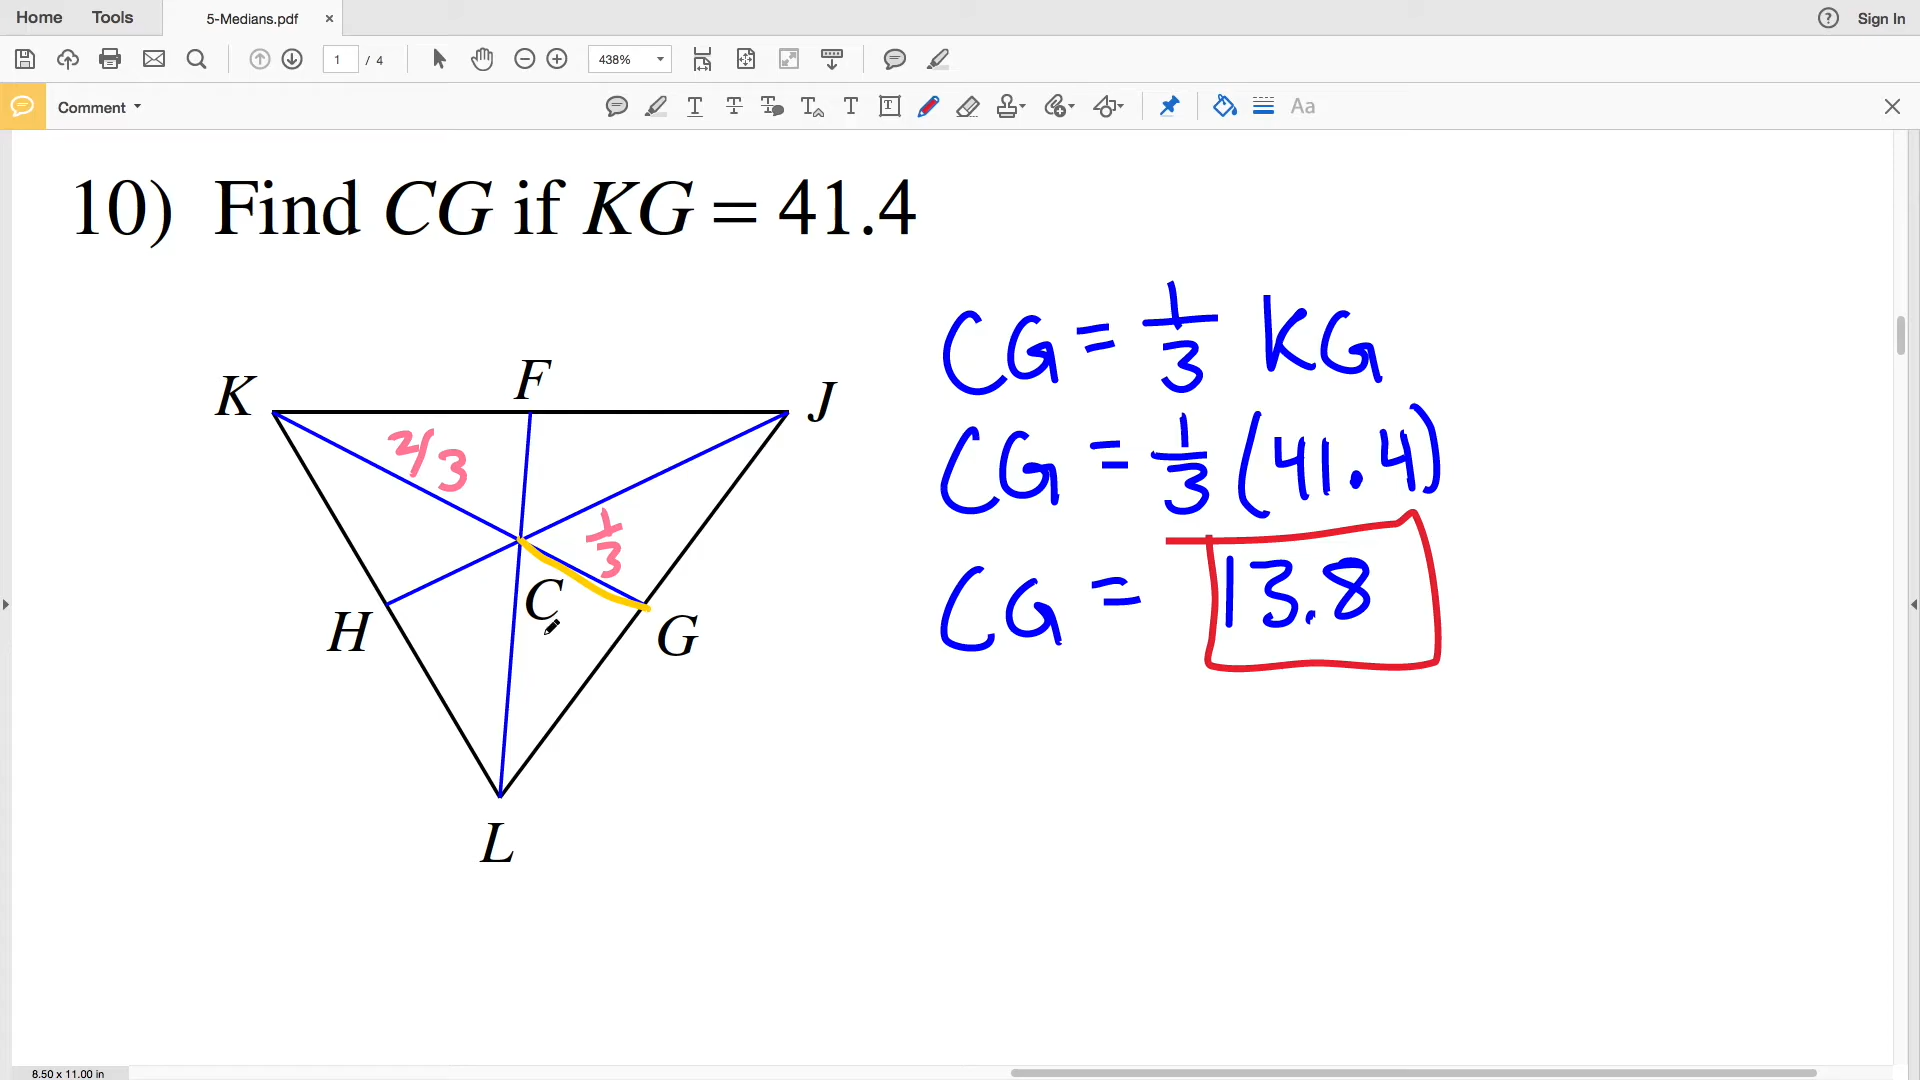 Home Tools 5-Medians.pdf × ? Sign In
1 / 4 438%
Comment T T T T T T Aa
10) Find CG if KG = 41.4
CG = 1/3 KG
CG = 1/3 (41.4)
CG = 13.8
K F J
2/3
1/3
C
H G
L
8.50 x 11.00 in